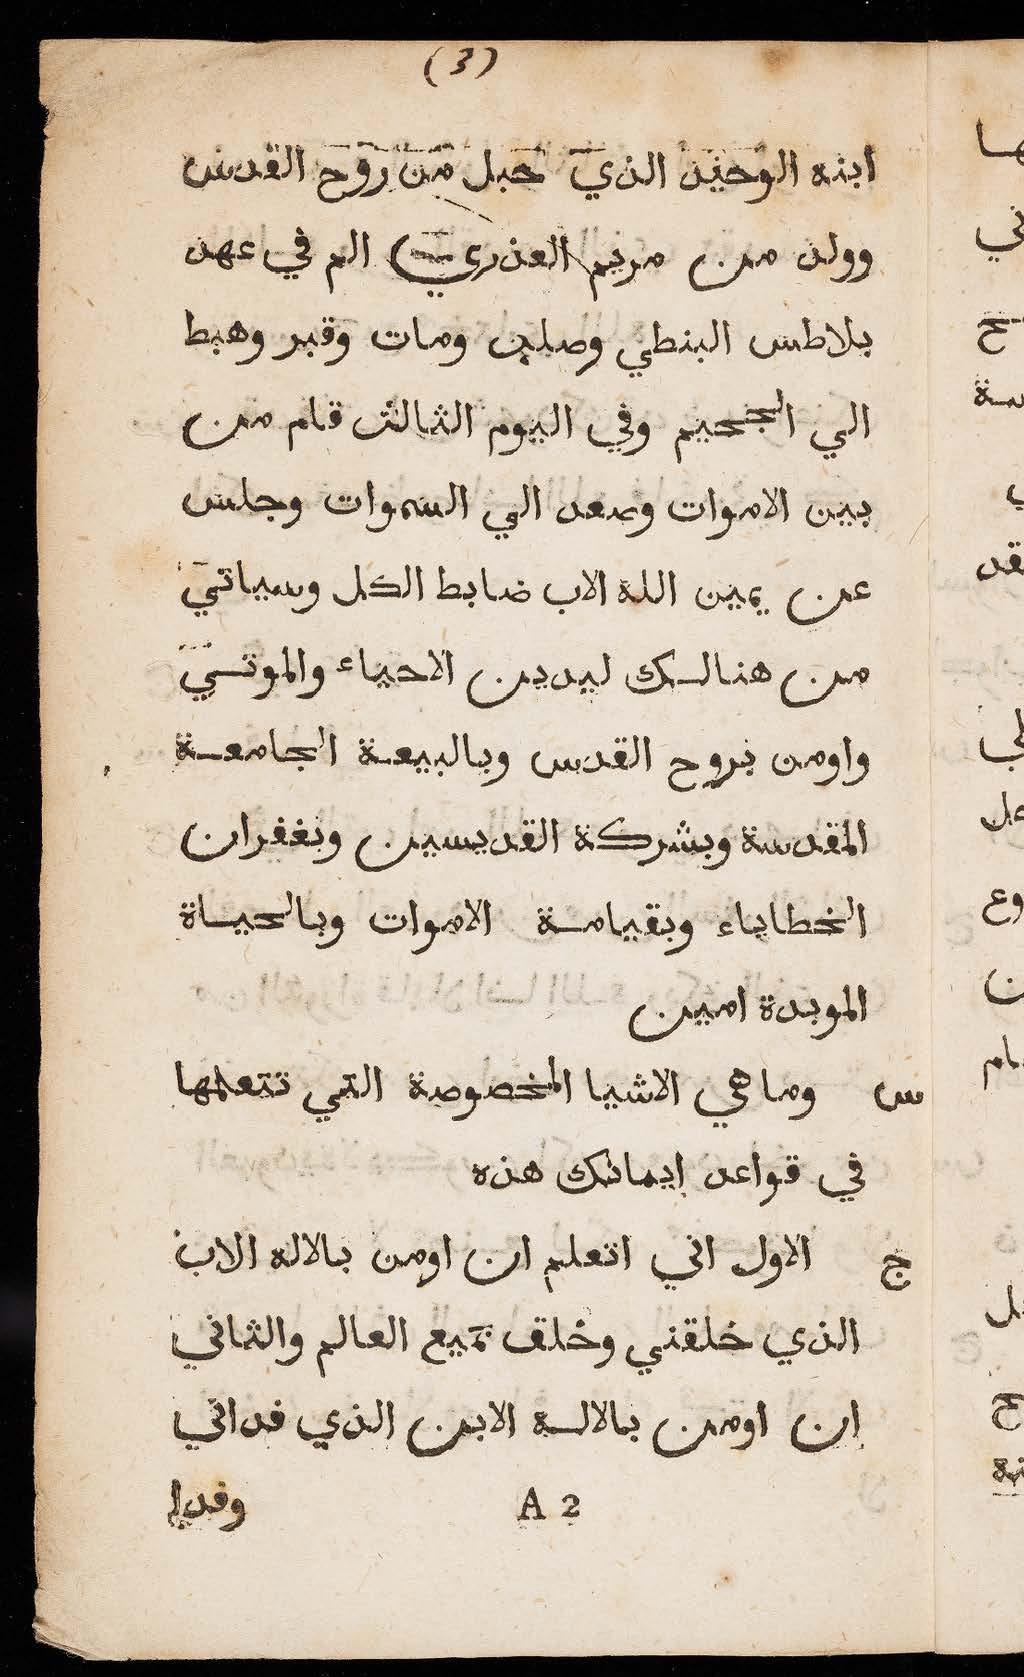 (3)
ابنه الوحيد الذي حبل من روح القدس
وولد من مريم العذري الم في عهد
بلاطس البنطي وصلب ومات وقبر وهبط
الي الجحيم وفي اليوم الثالث قام من
بين الاموات وصعد الي السموات وجلس
عن يمين الله الاب ضابط الكل وسياتي
من هنالك ليدين الاحياء والموتي
واومن بروح القدس وبالبيعة الجامعة
المقدسة وبشركة القديسين وبغفران
الخطاياء وبقيامة الاموات وبالحياة
الموبدة امين
س وما هي الاشيا المخصوصة التي تتعلمها
في قواعد ايمانك هذه
ج الاول اني اتعلم ان اومن بالاله الاب
الذي خلقني وخلق جميع العالم والثاني
ان اومن بالاله الابن الذي فداني
A 2 وفدا